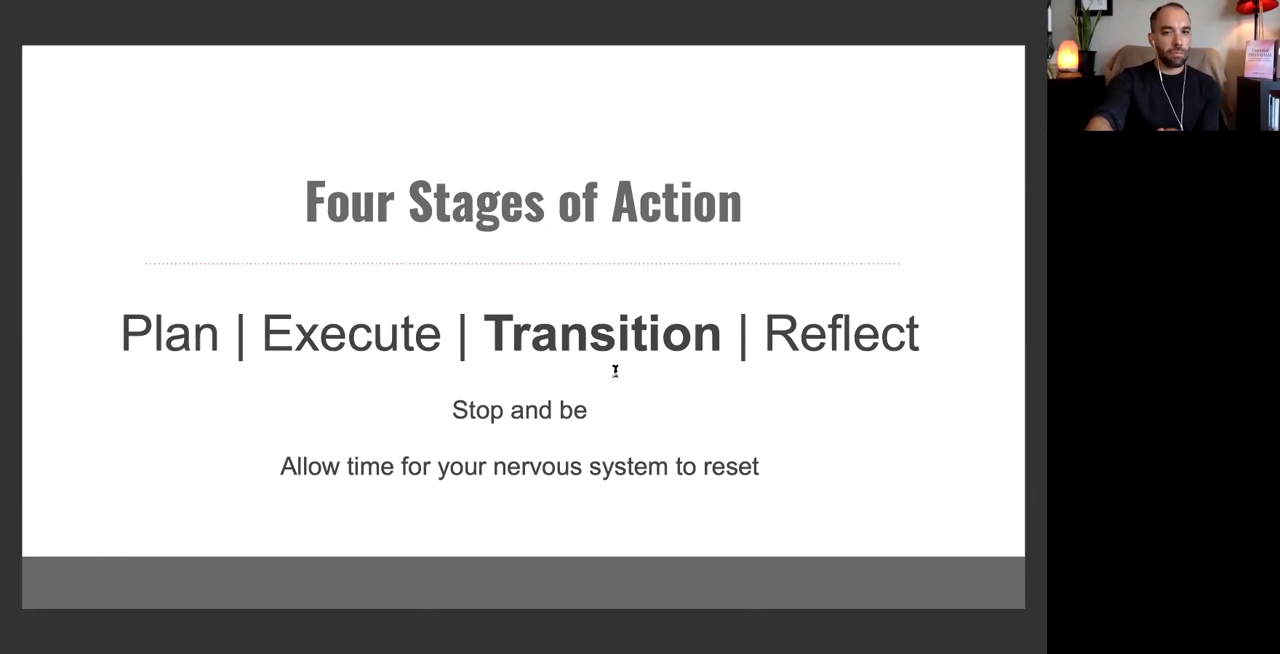 Four Stages of Action
Plan | Execute | Transition | Reflect
Stop and be
Allow time for your nervous system to reset